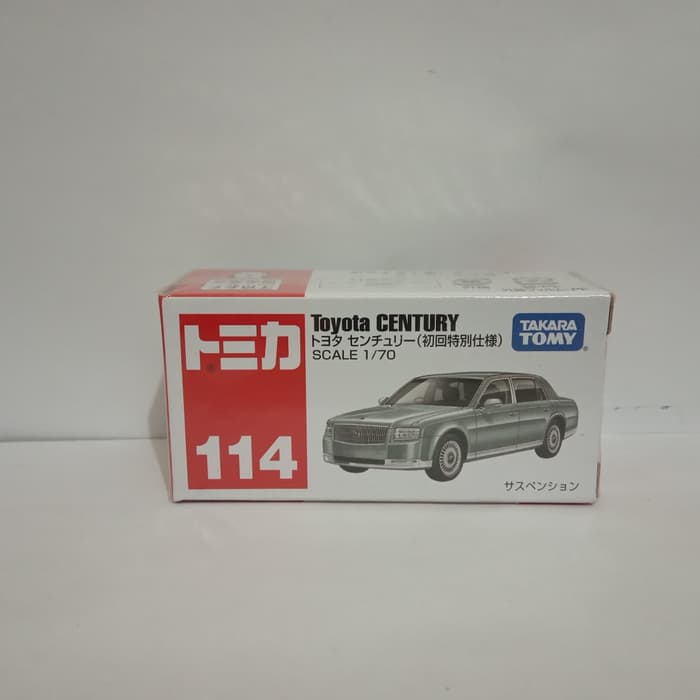 トミカ
114
Toyota CENTURY
トヨタ センチュリー(初回特別仕様)
SCALE 1/70
TAKARA
TOMY
サスペンション